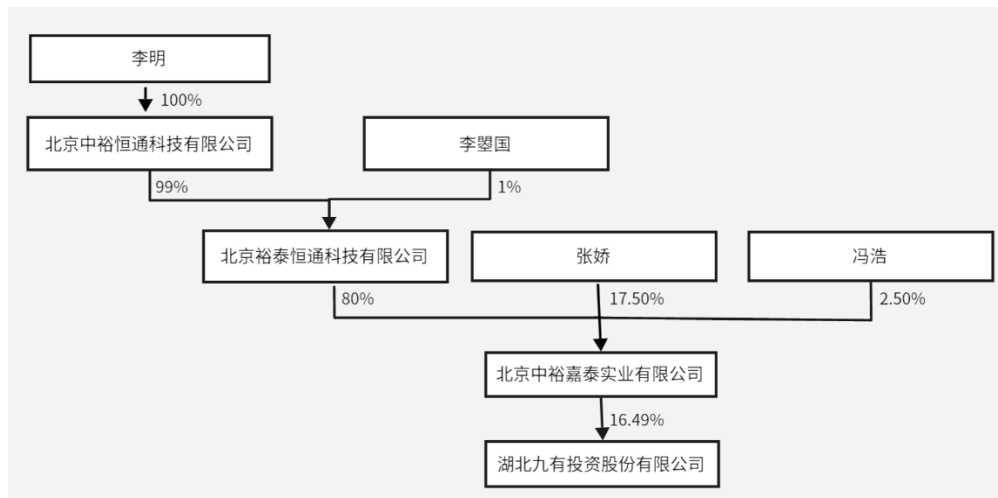 李明
100%
北京中裕恒通科技有限公司
李曌国
99%
1%
北京裕泰恒通科技有限公司
张娇
冯浩
80%
17.50%
2.50%
北京中裕嘉泰实业有限公司
16.49%
湖北九有投资股份有限公司